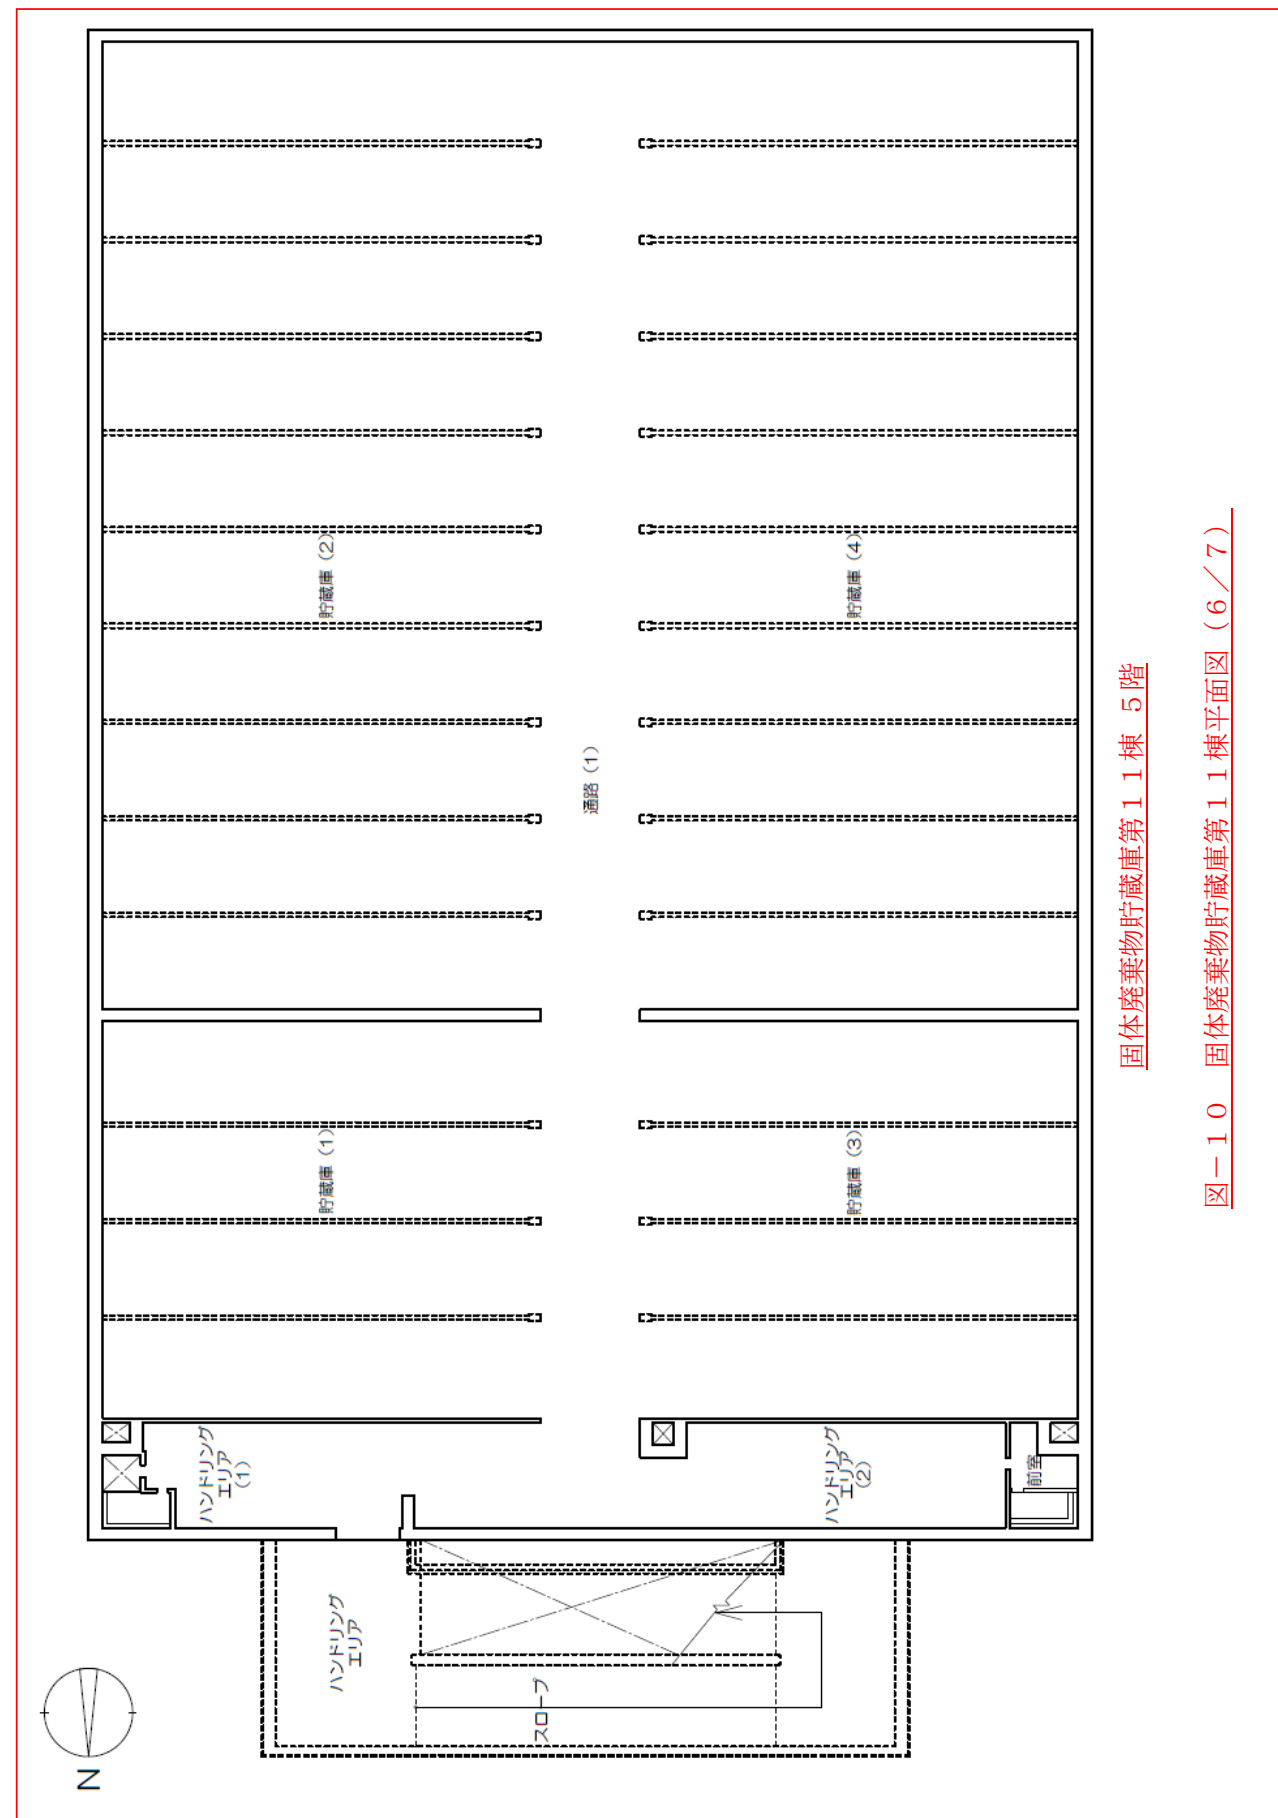 貯蔵庫（2）
貯蔵庫（4）
通路（1）
貯蔵庫（1）
貯蔵庫（3）
ハンドリング
エリア
（1）
ハンドリング
エリア
（2）
前室
ハンドリング
エリア
スロープ
N
固体廃棄物貯蔵庫第１１棟 ５階
図－１０ 固体廃棄物貯蔵庫第１１棟平面図（６／７）